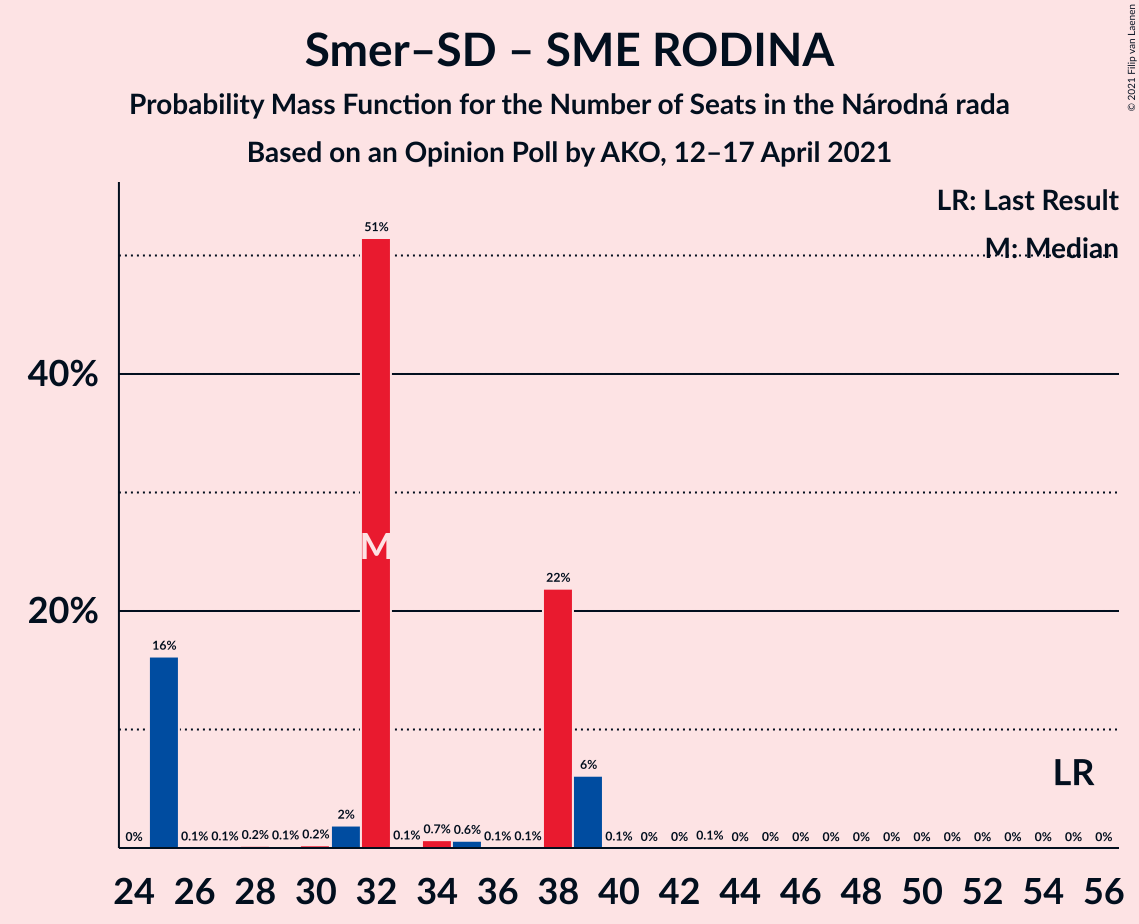 Smer–SD – SME RODINA
Probability Mass Function for the Number of Seats in the Národná rada
Based on an Opinion Poll by AKO, 12–17 April 2021
© 2021 Filip van Laenen
LR: Last Result
M: Median
40%
20%
0% 16% 0.1% 0.1% 0.2% 0.1% 0.2% 2% 51% 0.1% 0.7% 0.6% 0.1% 0.1% 22% 6% 0.1% 0% 0% 0.1% 0% 0% 0% 0% 0% 0% 0% 0% 0% 0% 0% 0% 0%
M
LR
24 26 28 30 32 34 36 38 40 42 44 46 48 50 52 54 56